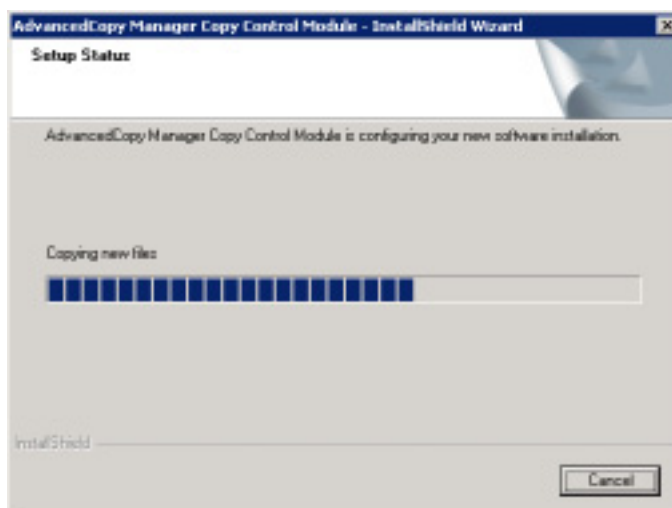 AdvancedCopy Manager Copy Control Module - InstallShield Wizard
Setup Status
AdvancedCopy Manager Copy Control Module is configuring your new software installation.
Copying new files
InstallShield
Cancel